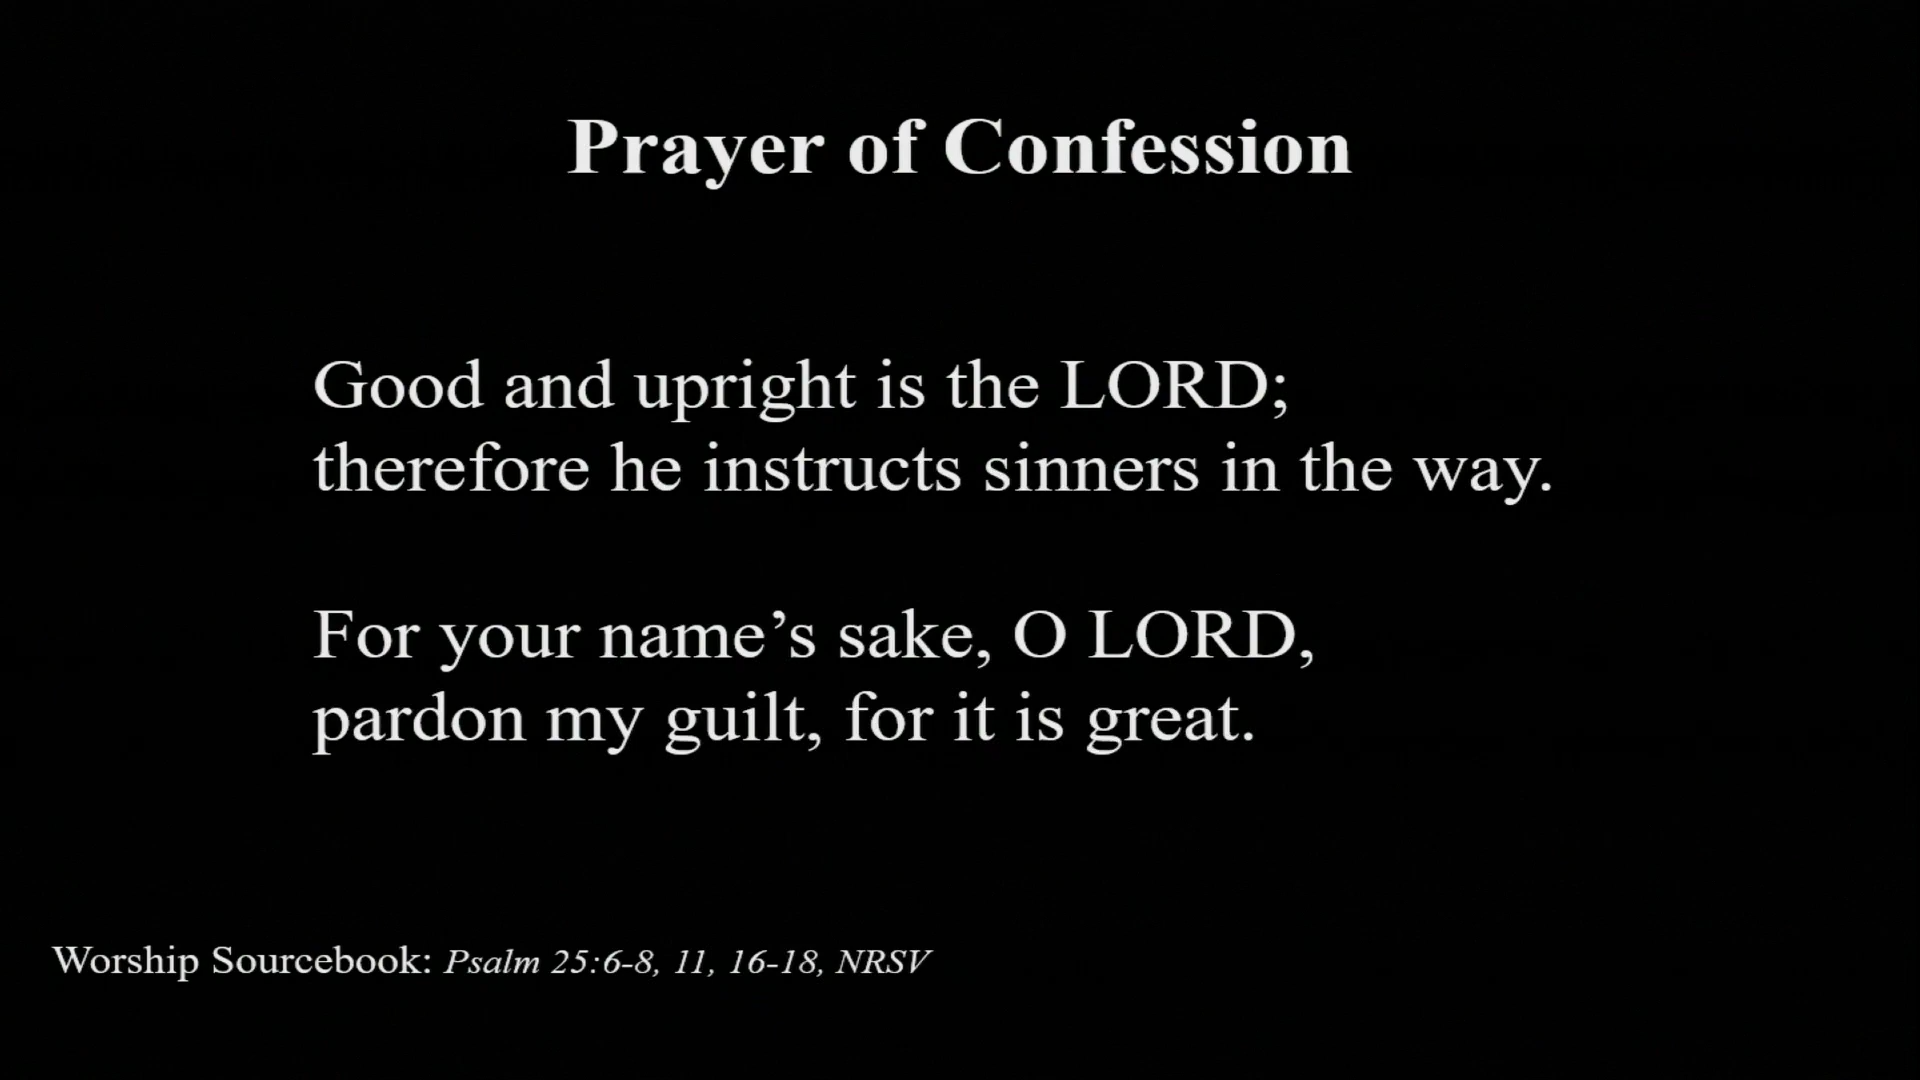 Prayer of Confession
Good and upright is the LORD;
therefore he instructs sinners in the way.
For your name’s sake, O LORD,
pardon my guilt, for it is great.
Worship Sourcebook: Psalm 25:6-8, 11, 16-18, NRSV